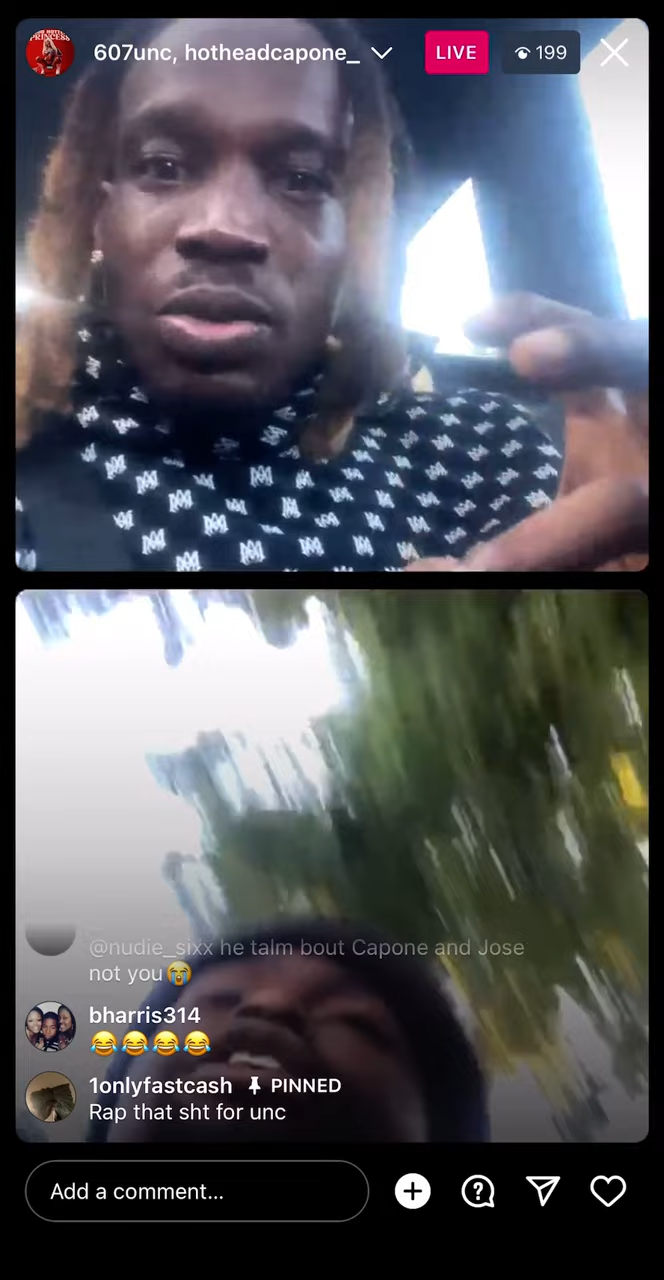 PRINCESS
607unc, hotheadcapone_
LIVE
199
@nudie_sixx he talm bout Capone and Jose
not you😭
bharris314
😂😂😂😂
1onlyfastcash PINNED
Rap that sht for unc
Add a comment...